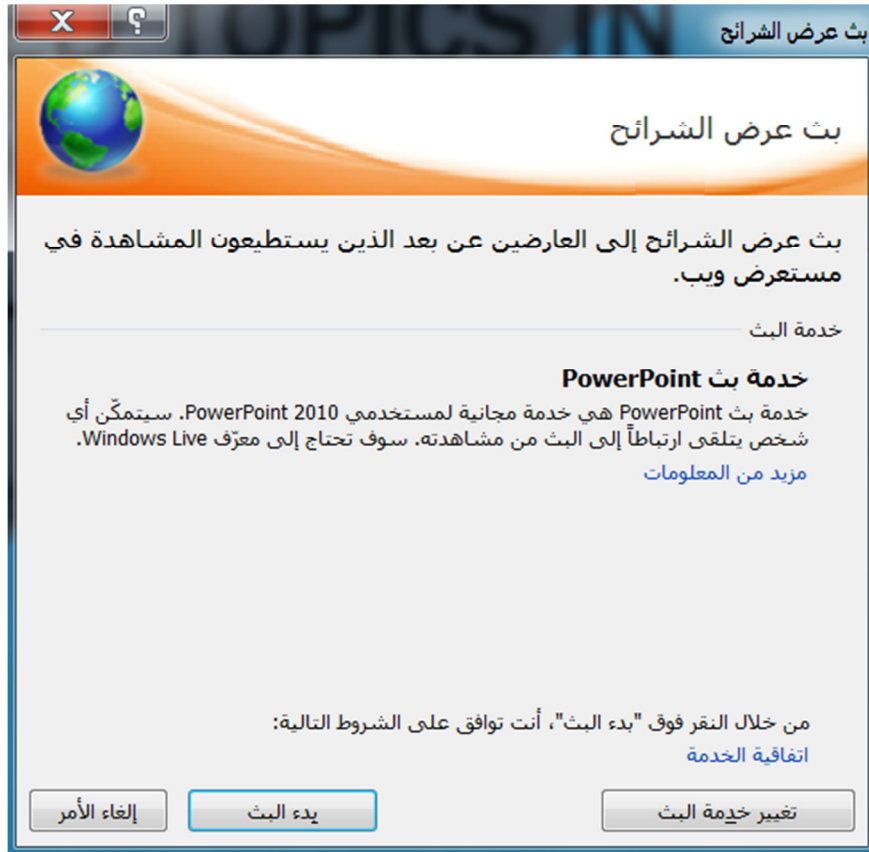 TOPICS IN
بث عرض الشرائح
بث عرض الشرائح
بث عرض الشرائح إلى العارضين عن بعد الذين يستطيعون المشاهدة في
مستعرض ويب.
خدمة البث
خدمة بث PowerPoint
خدمة بث PowerPoint هي خدمة مجانية لمستخدمي PowerPoint 2010. سيتمكّن أي
شخص يتلقى ارتباطاً إلى البث من مشاهدته. سوف تحتاج إلى معرّف Windows Live.
مزيد من المعلومات
من خلال النقر فوق "بدء البث"، أنت توافق على الشروط التالية:
اتفاقية الخدمة
تغيير خدمة البث
بدء البث
إلغاء الأمر